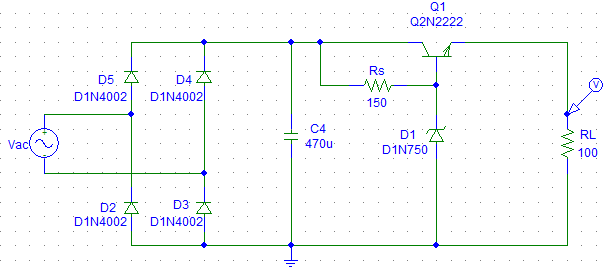 Q1
Q2N2222
V
D5
D4
Rs
D1N4002
D1N4002
150
Vac
+
C4
470u
D1
D1N750
RL
100
D2
D3
D1N4002
D1N4002